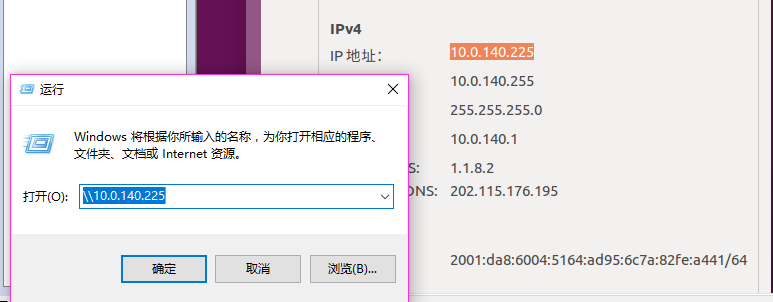 IPv4
IP 地址： 10.0.140.225
10.0.140.255
255.255.255.0
10.0.140.1
S: 1.1.8.2
DNS: 202.115.176.195
2001:da8:6004:5164:ad95:6c7a:82fe:a441/64
运行
Windows 将根据你所输入的名称，为你打开相应的程序、
文件夹、文档或 Internet 资源。
打开(O): \\10.0.140.225
确定 取消 浏览(B)...